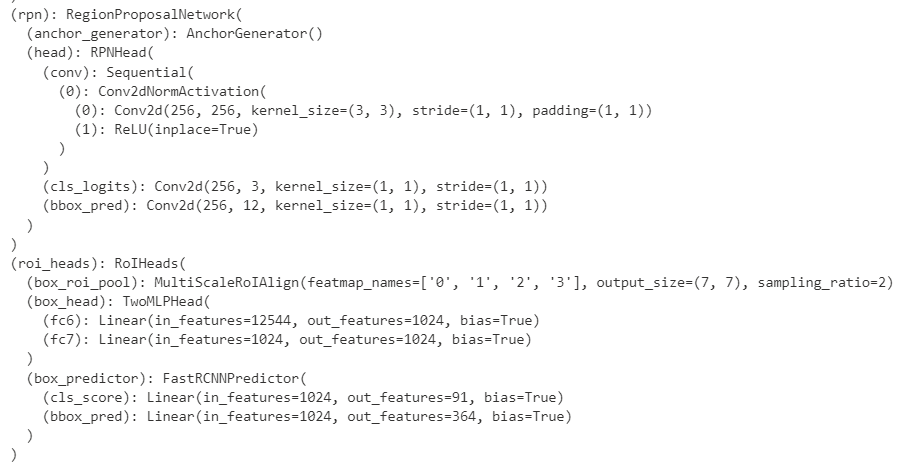 (rpn): RegionProposalNetwork(
(anchor_generator): AnchorGenerator()
(head): RPNHead(
(conv): Sequential(
(0): Conv2dNormActivation(
(0): Conv2d(256, 256, kernel_size=(3, 3), stride=(1, 1), padding=(1, 1))
(1): ReLU(inplace=True)
)
)
(cls_logits): Conv2d(256, 3, kernel_size=(1, 1), stride=(1, 1))
(bbox_pred): Conv2d(256, 12, kernel_size=(1, 1), stride=(1, 1))
)
)
(roi_heads): RoIHeads(
(box_roi_pool): MultiScaleRoIAlign(featmap_names=['0', '1', '2', '3'], output_size=(7, 7), sampling_ratio=2)
(box_head): TwoMLPHead(
(fc6): Linear(in_features=12544, out_features=1024, bias=True)
(fc7): Linear(in_features=1024, out_features=1024, bias=True)
)
(box_predictor): FastRCNNPredictor(
(cls_score): Linear(in_features=1024, out_features=91, bias=True)
(bbox_pred): Linear(in_features=1024, out_features=364, bias=True)
)
)